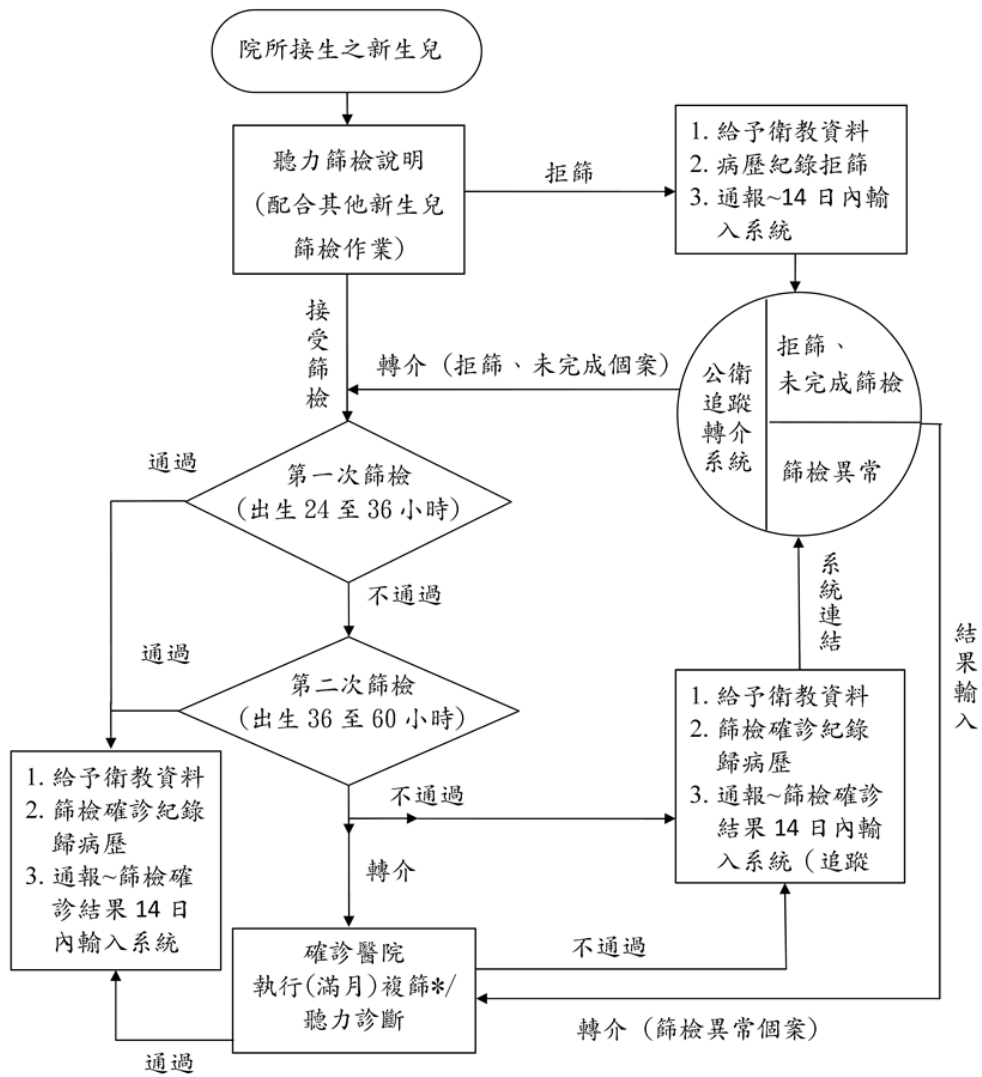 院所接生之新生兒
聽力篩檢說明
(配合其他新生兒
篩檢作業)
拒篩
1. 給予衛教資料
2. 病歷紀錄拒篩
3. 通報~14 日內輸
入系統
接受篩檢
轉介 (拒篩、未完成個案)
公衛
追蹤
轉介
系統
拒篩、
未完成篩檢
篩檢異常
通過
第一次篩檢
(出生 24 至 36 小時)
不通過
系統連結
結果輸入
通過
第二次篩檢
(出生 36 至 60 小時)
不通過
1. 給予衛教資料
2. 篩檢確診紀錄
歸病歷
3. 通報~篩檢確診
結果 14 日內輸
入系統 (追蹤
1. 給予衛教資料
2. 篩檢確診紀錄
歸病歷
3. 通報~篩檢確
診結果 14 日
內輸入系統
轉介
確診醫院
執行(滿月)複篩*/
聽力診斷
不通過
轉介 (篩檢異常個案)
通過